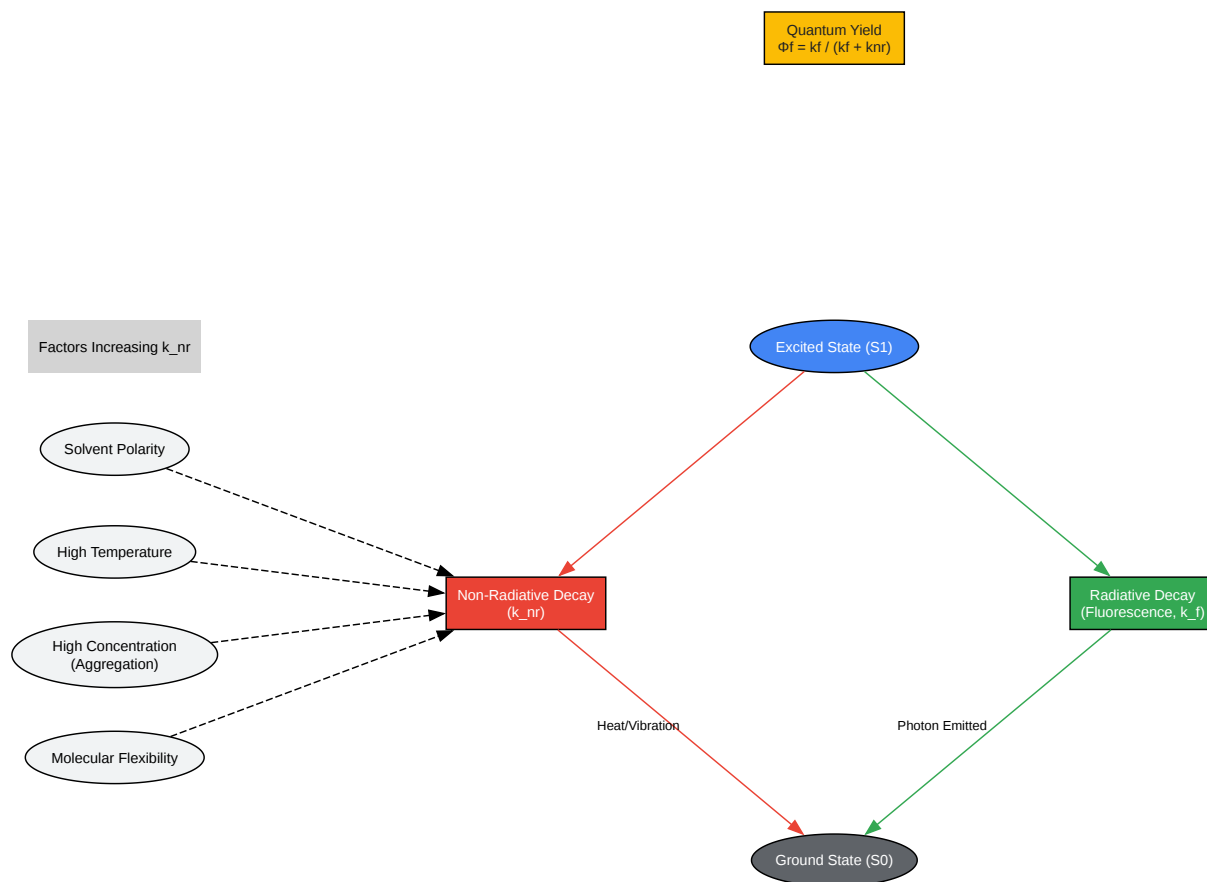 Quantum Yield
Φf = kf / (kf + knr)
Factors Increasing k_nr
Excited State (S1)
Solvent Polarity
High Temperature
Non-Radiative Decay
(k_nr)
Radiative Decay
(Fluorescence, k_f)
High Concentration
(Aggregation)
Heat/Vibration
Photon Emitted
Molecular Flexibility
Ground State (S0)